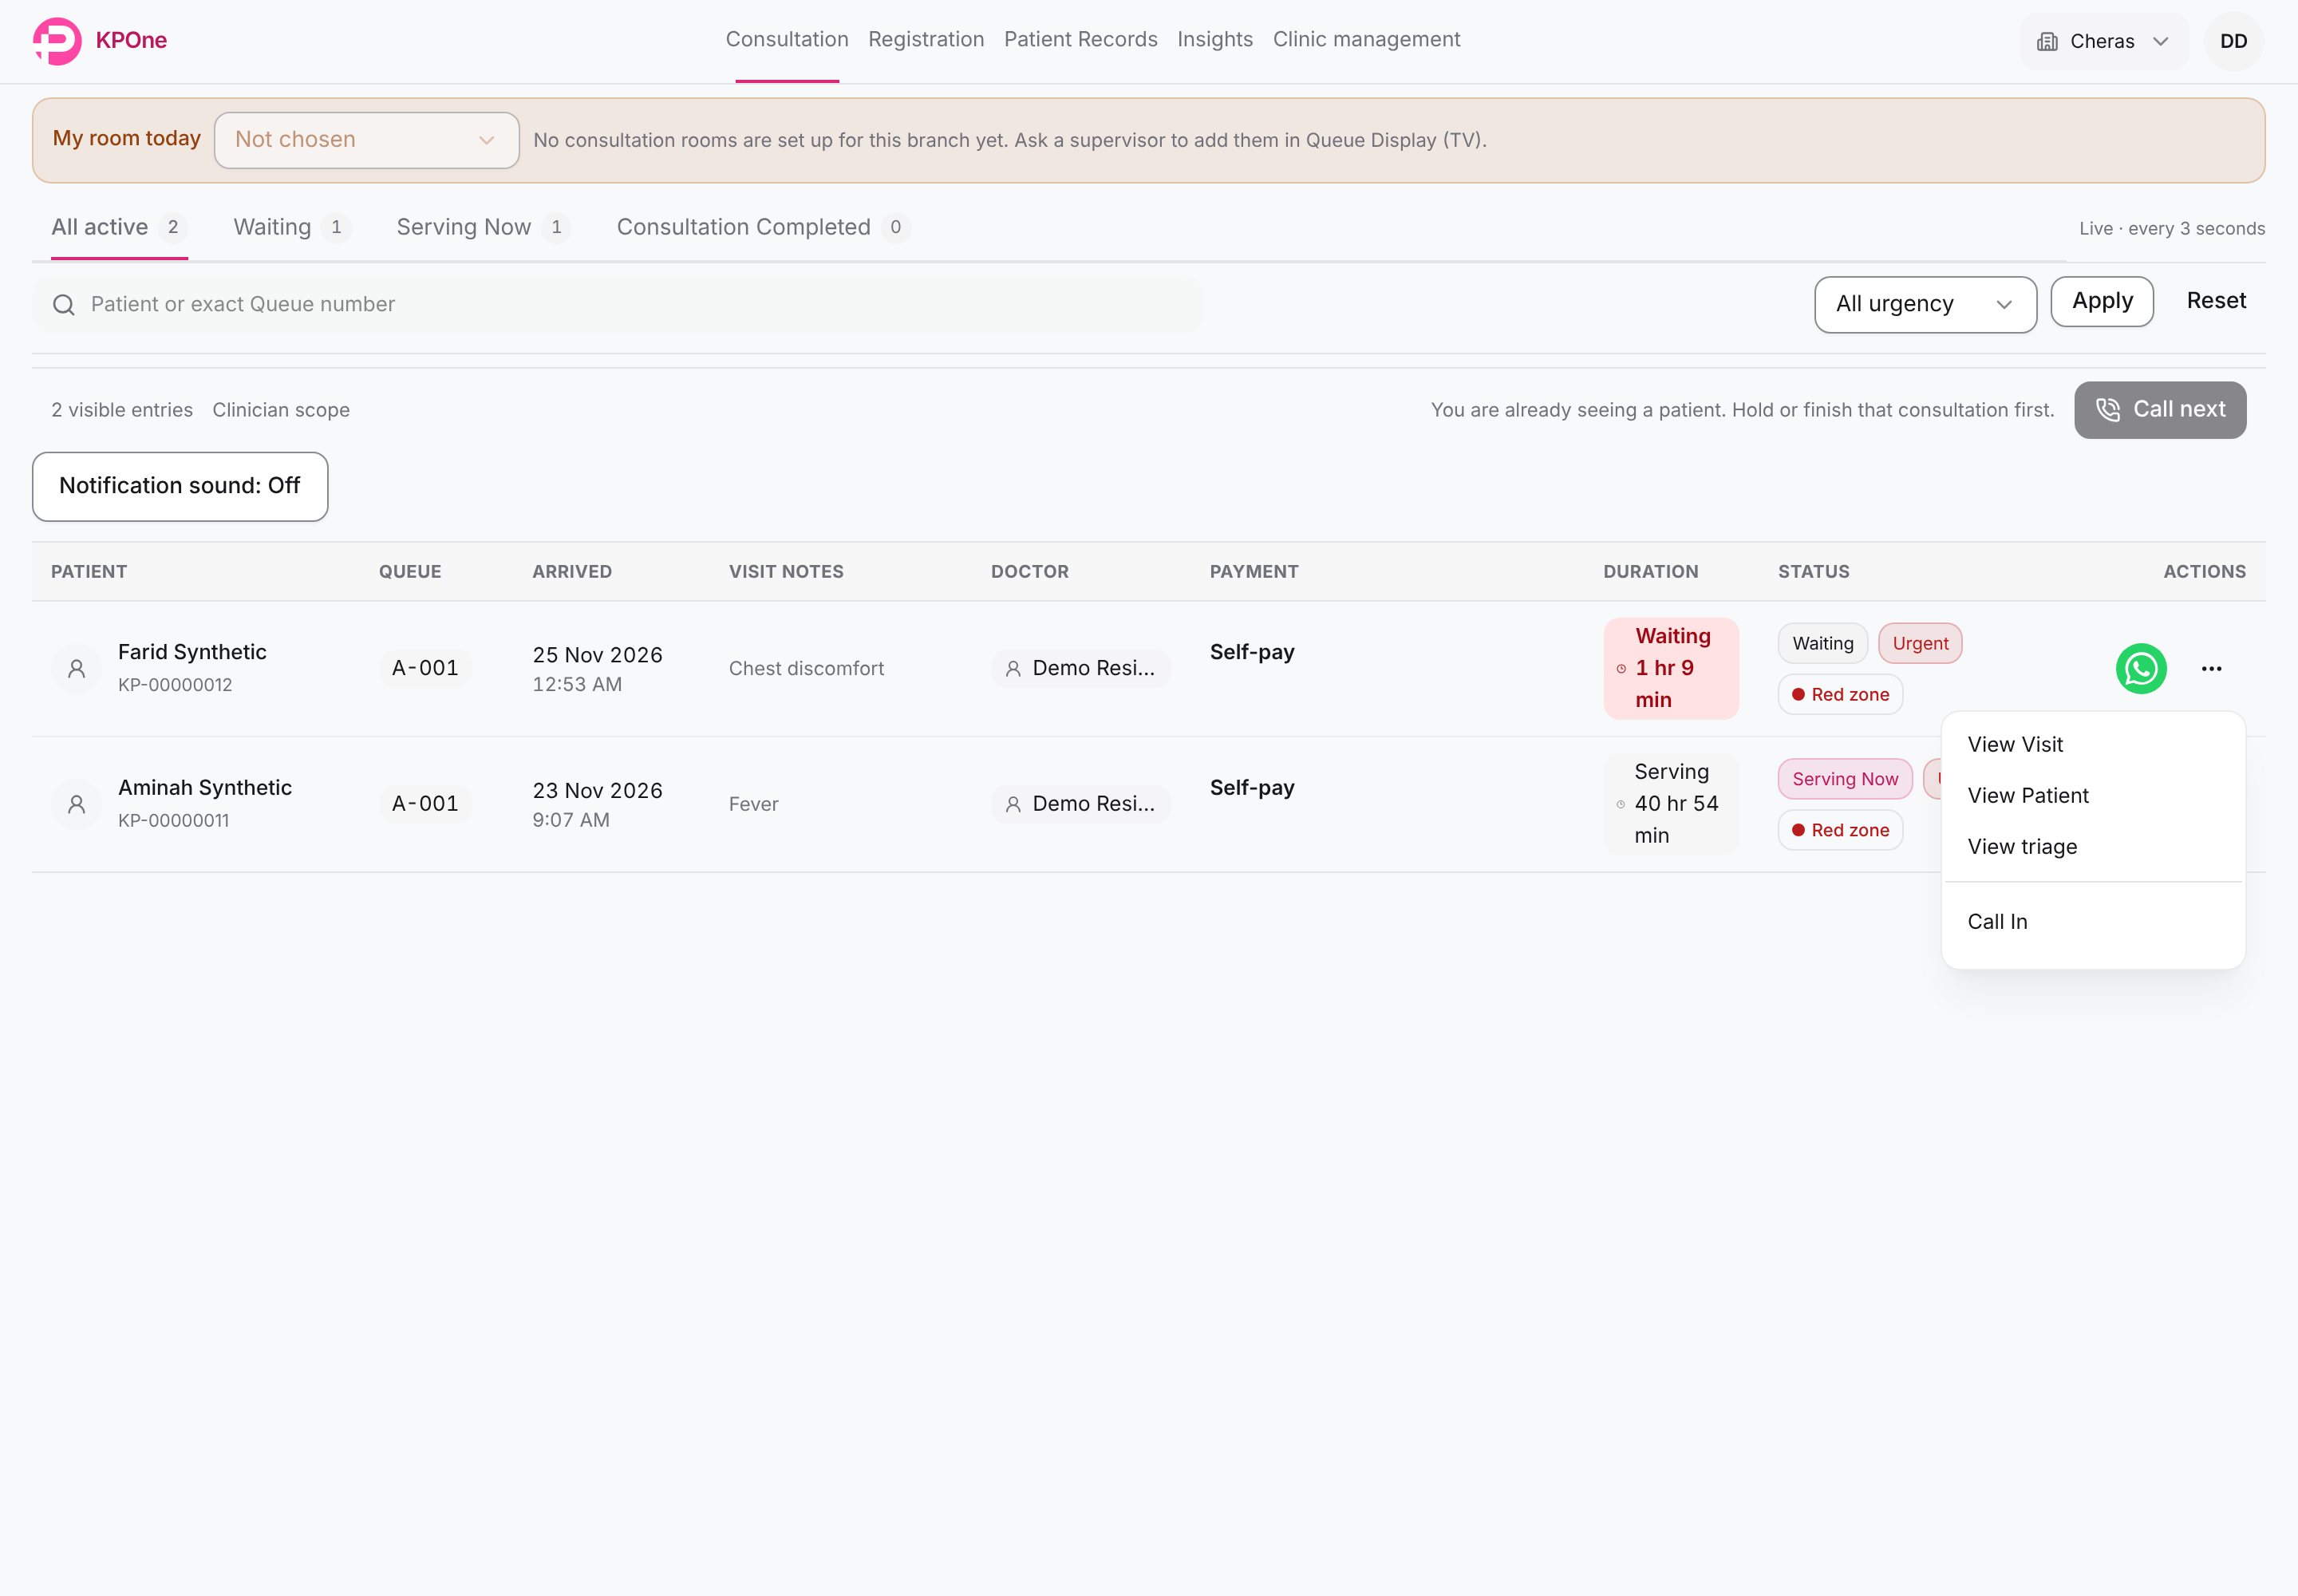 KPOne
Consultation Registration Patient Records Insights Clinic management
Cheras
DD
My room today
Not chosen
No consultation rooms are set up for this branch yet. Ask a supervisor to add them in Queue Display (TV).
All active 2
Waiting 1
Serving Now 1
Consultation Completed 0
Live · every 3 seconds
Patient or exact Queue number
All urgency
Apply
Reset
2 visible entries Clinician scope
You are already seeing a patient. Hold or finish that consultation first.
Call next
Notification sound: Off
PATIENT QUEUE ARRIVED VISIT NOTES DOCTOR PAYMENT DURATION STATUS ACTIONS
Farid Synthetic
KP-00000012
A-001
25 Nov 2026
12:53 AM
Chest discomfort
Demo Resi...
Self-pay
Waiting
1 hr 9
min
Waiting
Urgent
Red zone
Aminah Synthetic
KP-00000011
A-001
23 Nov 2026
9:07 AM
Fever
Demo Resi...
Self-pay
Serving
40 hr 54
min
Serving Now
Red zone
View Visit
View Patient
View triage
Call In